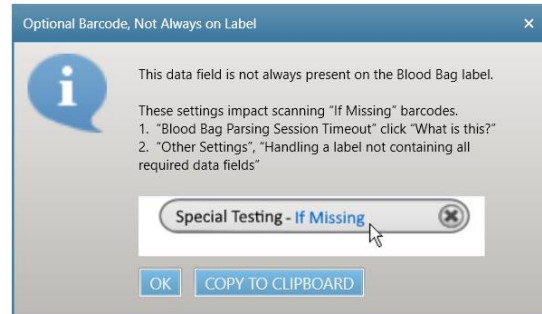 Optional Barcode, Not Always on Label
This data field is not always present on the Blood Bag label.
These settings impact scanning “If Missing” barcodes.
1. “Blood Bag Parsing Session Timeout” click “What is this?”
2. “Other Settings”, “Handling a label not containing all
required data fields”
Special Testing - If Missing
OK
COPY TO CLIPBOARD